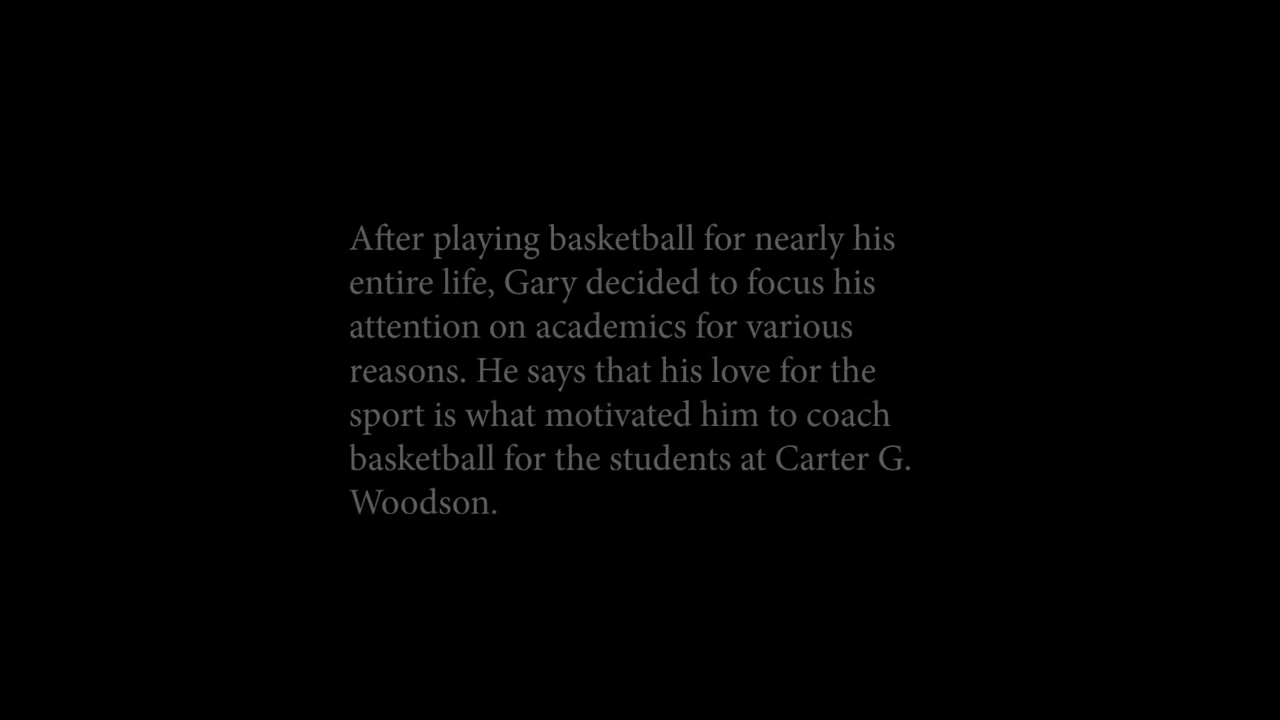 After playing basketball for nearly his
entire life, Gary decided to focus his
attention on academics for various
reasons. He says that his love for the
sport is what motivated him to coach
basketball for the students at Carter G.
Woodson.